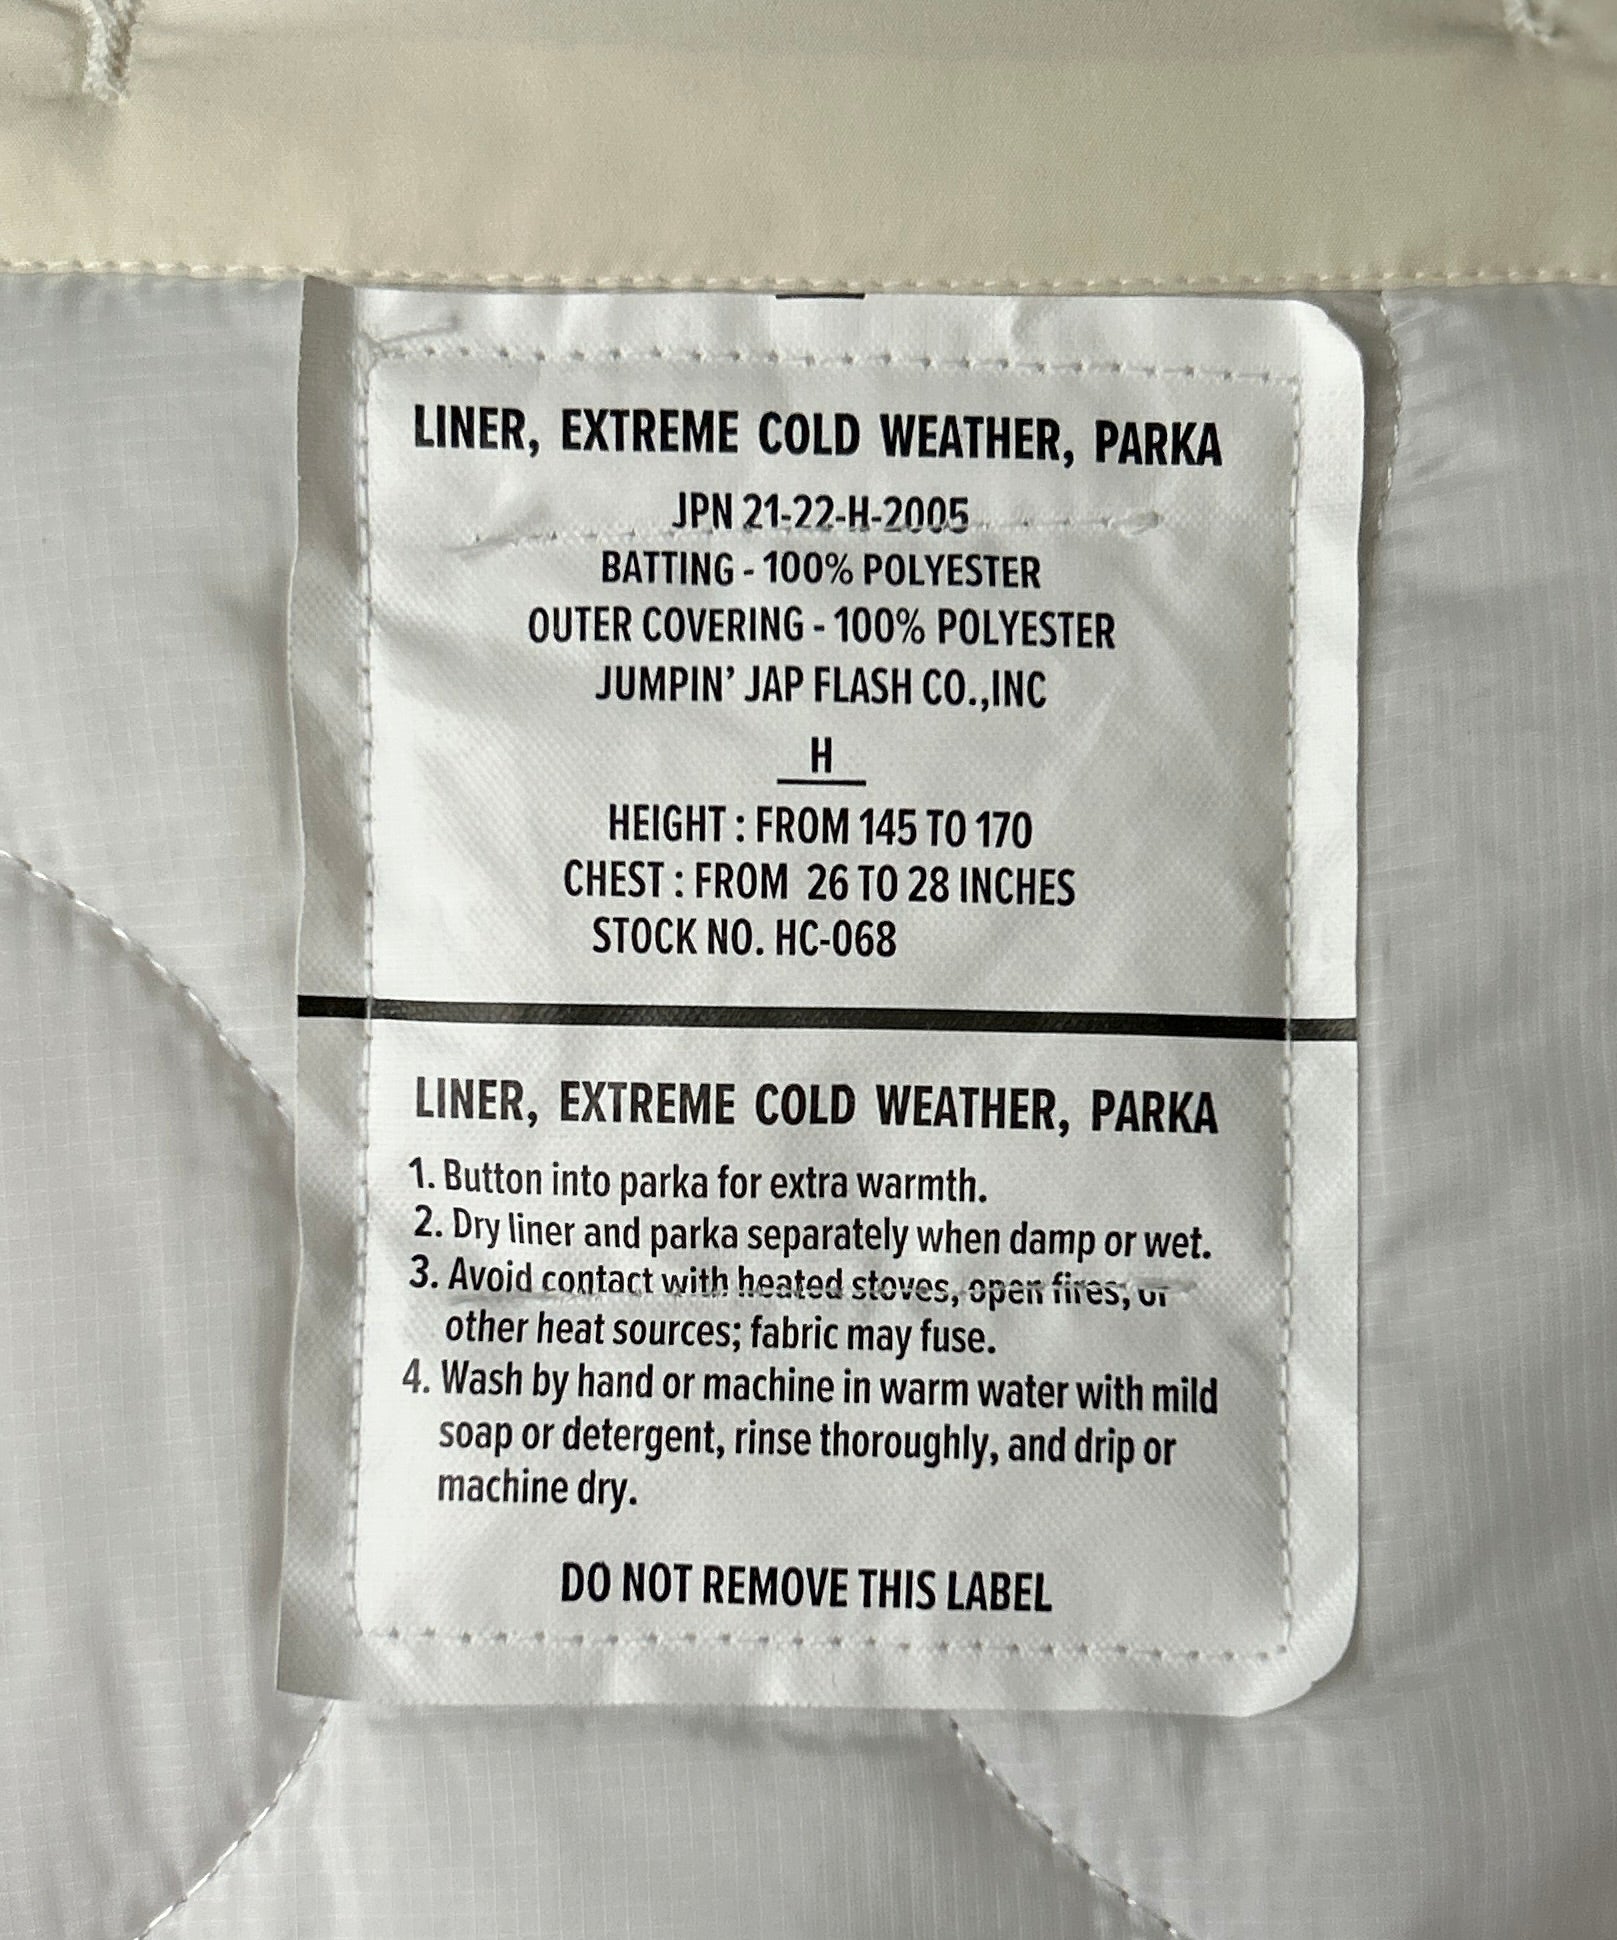 LINER, EXTREME COLD WEATHER, PARKA
JPN 21-22-H-2005
BATTING - 100% POLYESTER
OUTER COVERING - 100% POLYESTER
JUMPIN' JAP FLASH CO.,INC
H
HEIGHT : FROM 145 TO 170
CHEST : FROM 26 TO 28 INCHES
STOCK NO. HC-068
LINER, EXTREME COLD WEATHER, PARKA
1. Button into parka for extra warmth.
2. Dry liner and parka separately when damp or wet.
3. Avoid contact with heated stoves, open fires, or
other heat sources; fabric may fuse.
4. Wash by hand or machine in warm water with mild
soap or detergent, rinse thoroughly, and drip or
machine dry.
DO NOT REMOVE THIS LABEL